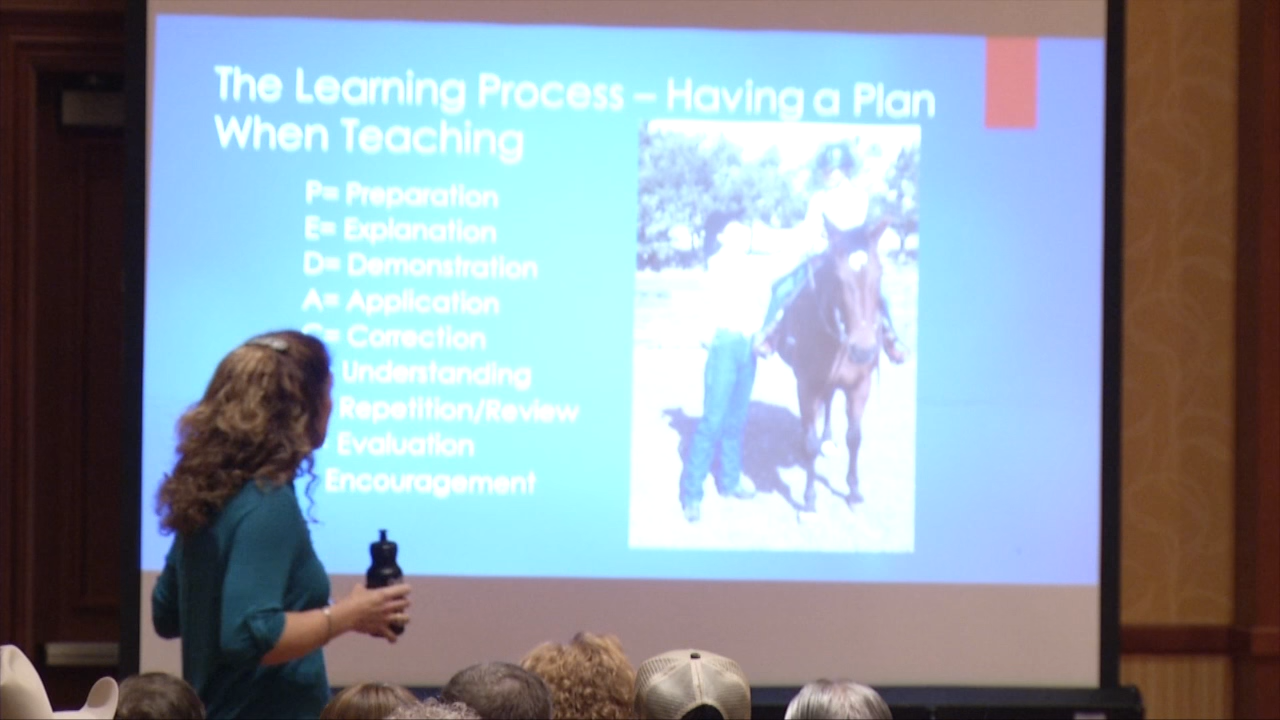 The Learning Process – Having a Plan
When Teaching
P= Preparation
E= Explanation
D= Demonstration
A= Application
C= Correction
Understanding
Repetition/Review
Evaluation
Encouragement